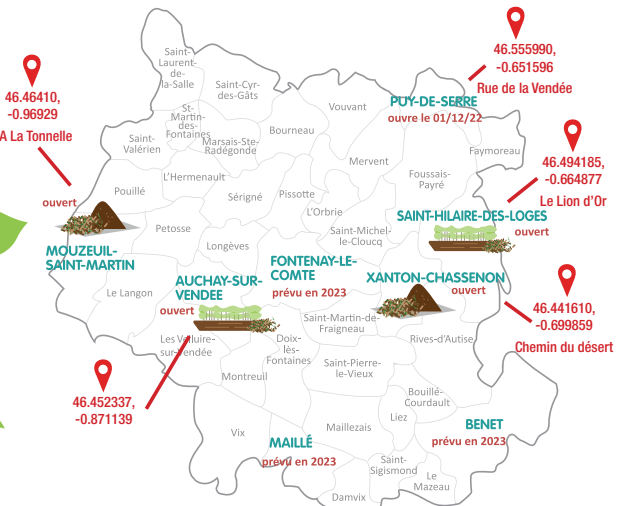 46.555990,
-0.651596
Rue de la Vendée
46.46410,
-0.96929
A La Tonnelle
Saint-
Laurent-
de-
la-Salle
Saint-Cyr-
des-Gâts
Vouvant
PUY-DE-SERRE
ouvre le 01/12/22
St-
Martin-
des-
Fontaines
Bourneau
Saint-
Valérien
Marsais-Ste-
Radégonde
Mervent
Faymoreau
46.494185,
-0.664877
Le Lion d'Or
L'Hermenault
Foussais-
Payré
Pouillé
Sérigné
Pissotte
ouvert
L'Orbrie
SAINT-HILAIRE-DES-LOGES
ouvert
Petosse
Saint-Michel-
le-Cloucq
Longèves
MOUZEUIL-
SAINT-MARTIN
FONTENAY-LE-
COMTE
prévu en 2023
XANTON-CHASSENON
ouvert
AUCHAY-SUR-
VENDEE
ouvert
Le Langon
46.441610,
-0.699859
Chemin du désert
Saint-Martin-de-
Fraigneau
Les Velluire-
sur-Vendée
Doix-
lès-
Fontaines
Rives-d'Autise
Saint-Pierre-
le-Vieux
Montreuil
46.452337,
-0.871139
Bouillé-
Courdault
Liez
Vix
Maillezais
BENET
prévu en 2023
MAILLÉ
prévu en 2023
Saint-
Sigismond
Le
Mazeau
Damvix